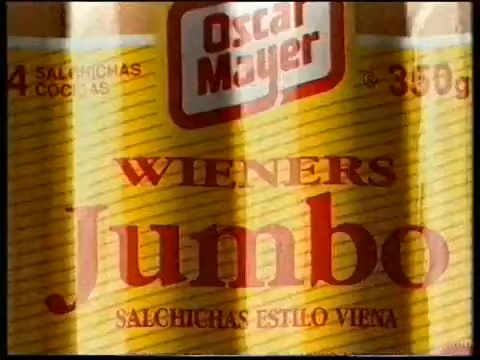 Oscar
Mayer
4 SALCHICHAS
COCIDAS
350g
WIENERS
Jumbo
SALCHICHAS ESTILO VIENA